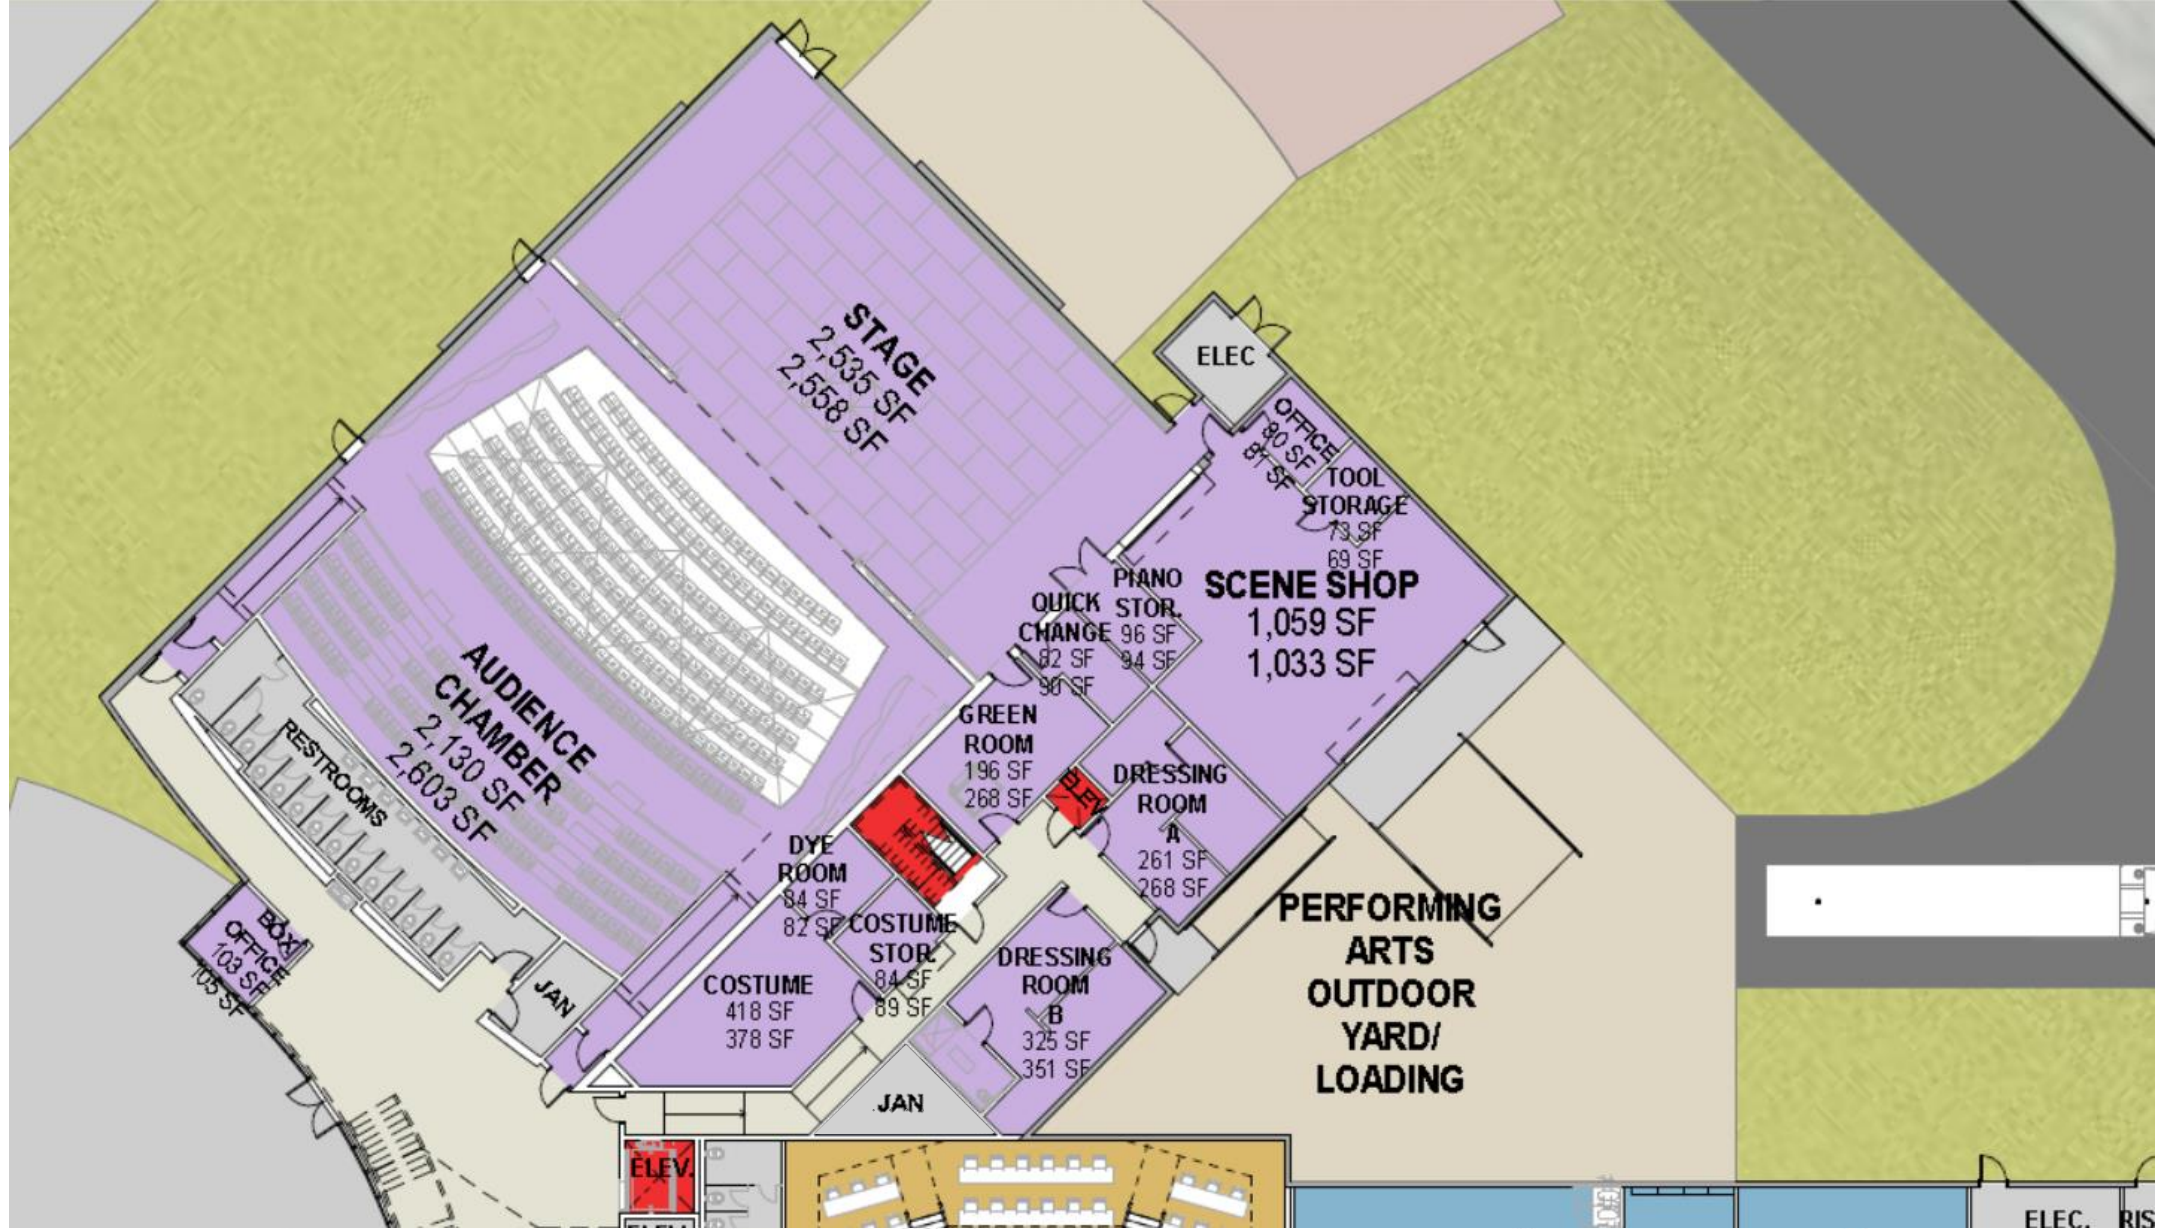 STAGE
2,535 SF
2,558 SF
ELEC
OFFICE
80 SF
81 SF
TOOL
STORAGE
73 SF
69 SF
SCENE SHOP
1,059 SF
1,033 SF
PIANO
STOR.
96 SF
94 SF
QUICK
CHANGE
82 SF
90 SF
AUDIENCE
CHAMBER
2,130 SF
2,603 SF
RESTROOMS
GREEN
ROOM
196 SF
268 SF
ELEV.
DRESSING
ROOM
A
261 SF
268 SF
DYE
ROOM
84 SF
82 SF
COSTUME
STOR.
84 SF
89 SF
BOX
OFFICE
103 SF
105 SF
JAN
COSTUME
418 SF
378 SF
DRESSING
ROOM
B
325 SF
351 SF
PERFORMING
ARTS
OUTDOOR
YARD/
LOADING
JAN
ELEV.
ELEC.